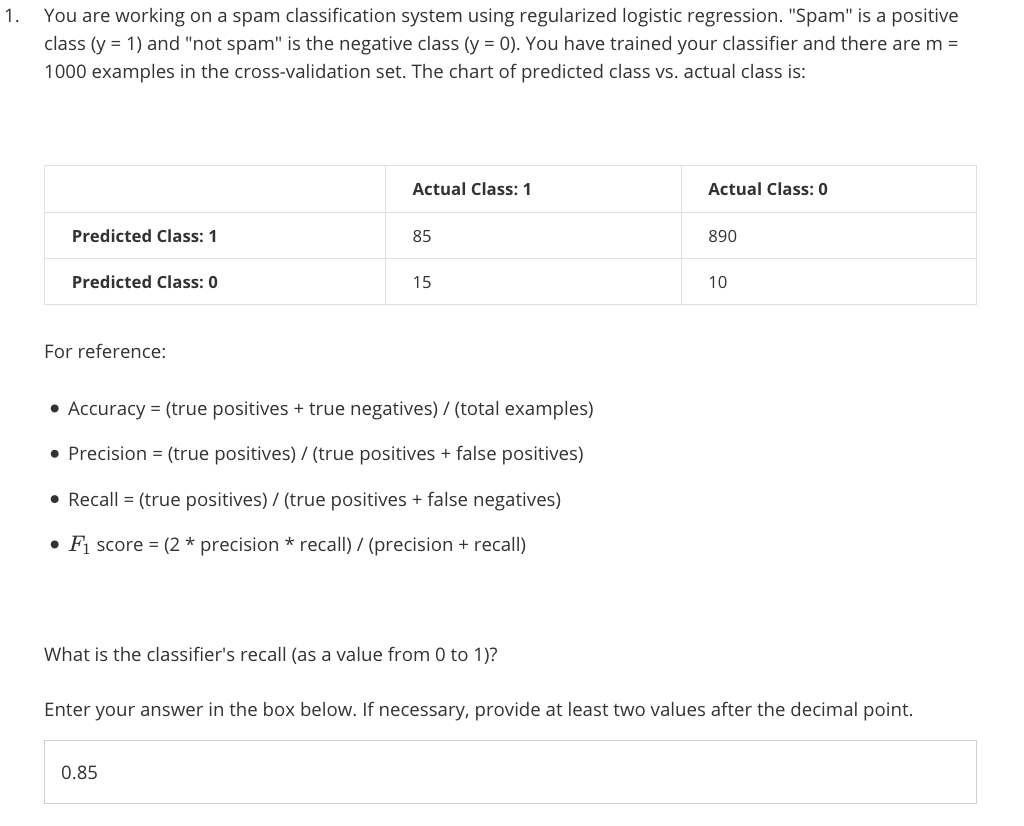 1. You are working on a spam classification system using regularized logistic regression. "Spam" is a positive
class (y = 1) and "not spam" is the negative class (y = 0). You have trained your classifier and there are m =
1000 examples in the cross-validation set. The chart of predicted class vs. actual class is:
Actual Class: 1 Actual Class: 0
Predicted Class: 1 85 890
Predicted Class: 0 15 10
For reference:
• Accuracy = (true positives + true negatives) / (total examples)
• Precision = (true positives) / (true positives + false positives)
• Recall = (true positives) / (true positives + false negatives)
• F₁ score = (2 * precision * recall) / (precision + recall)
What is the classifier's recall (as a value from 0 to 1)?
Enter your answer in the box below. If necessary, provide at least two values after the decimal point.
0.85